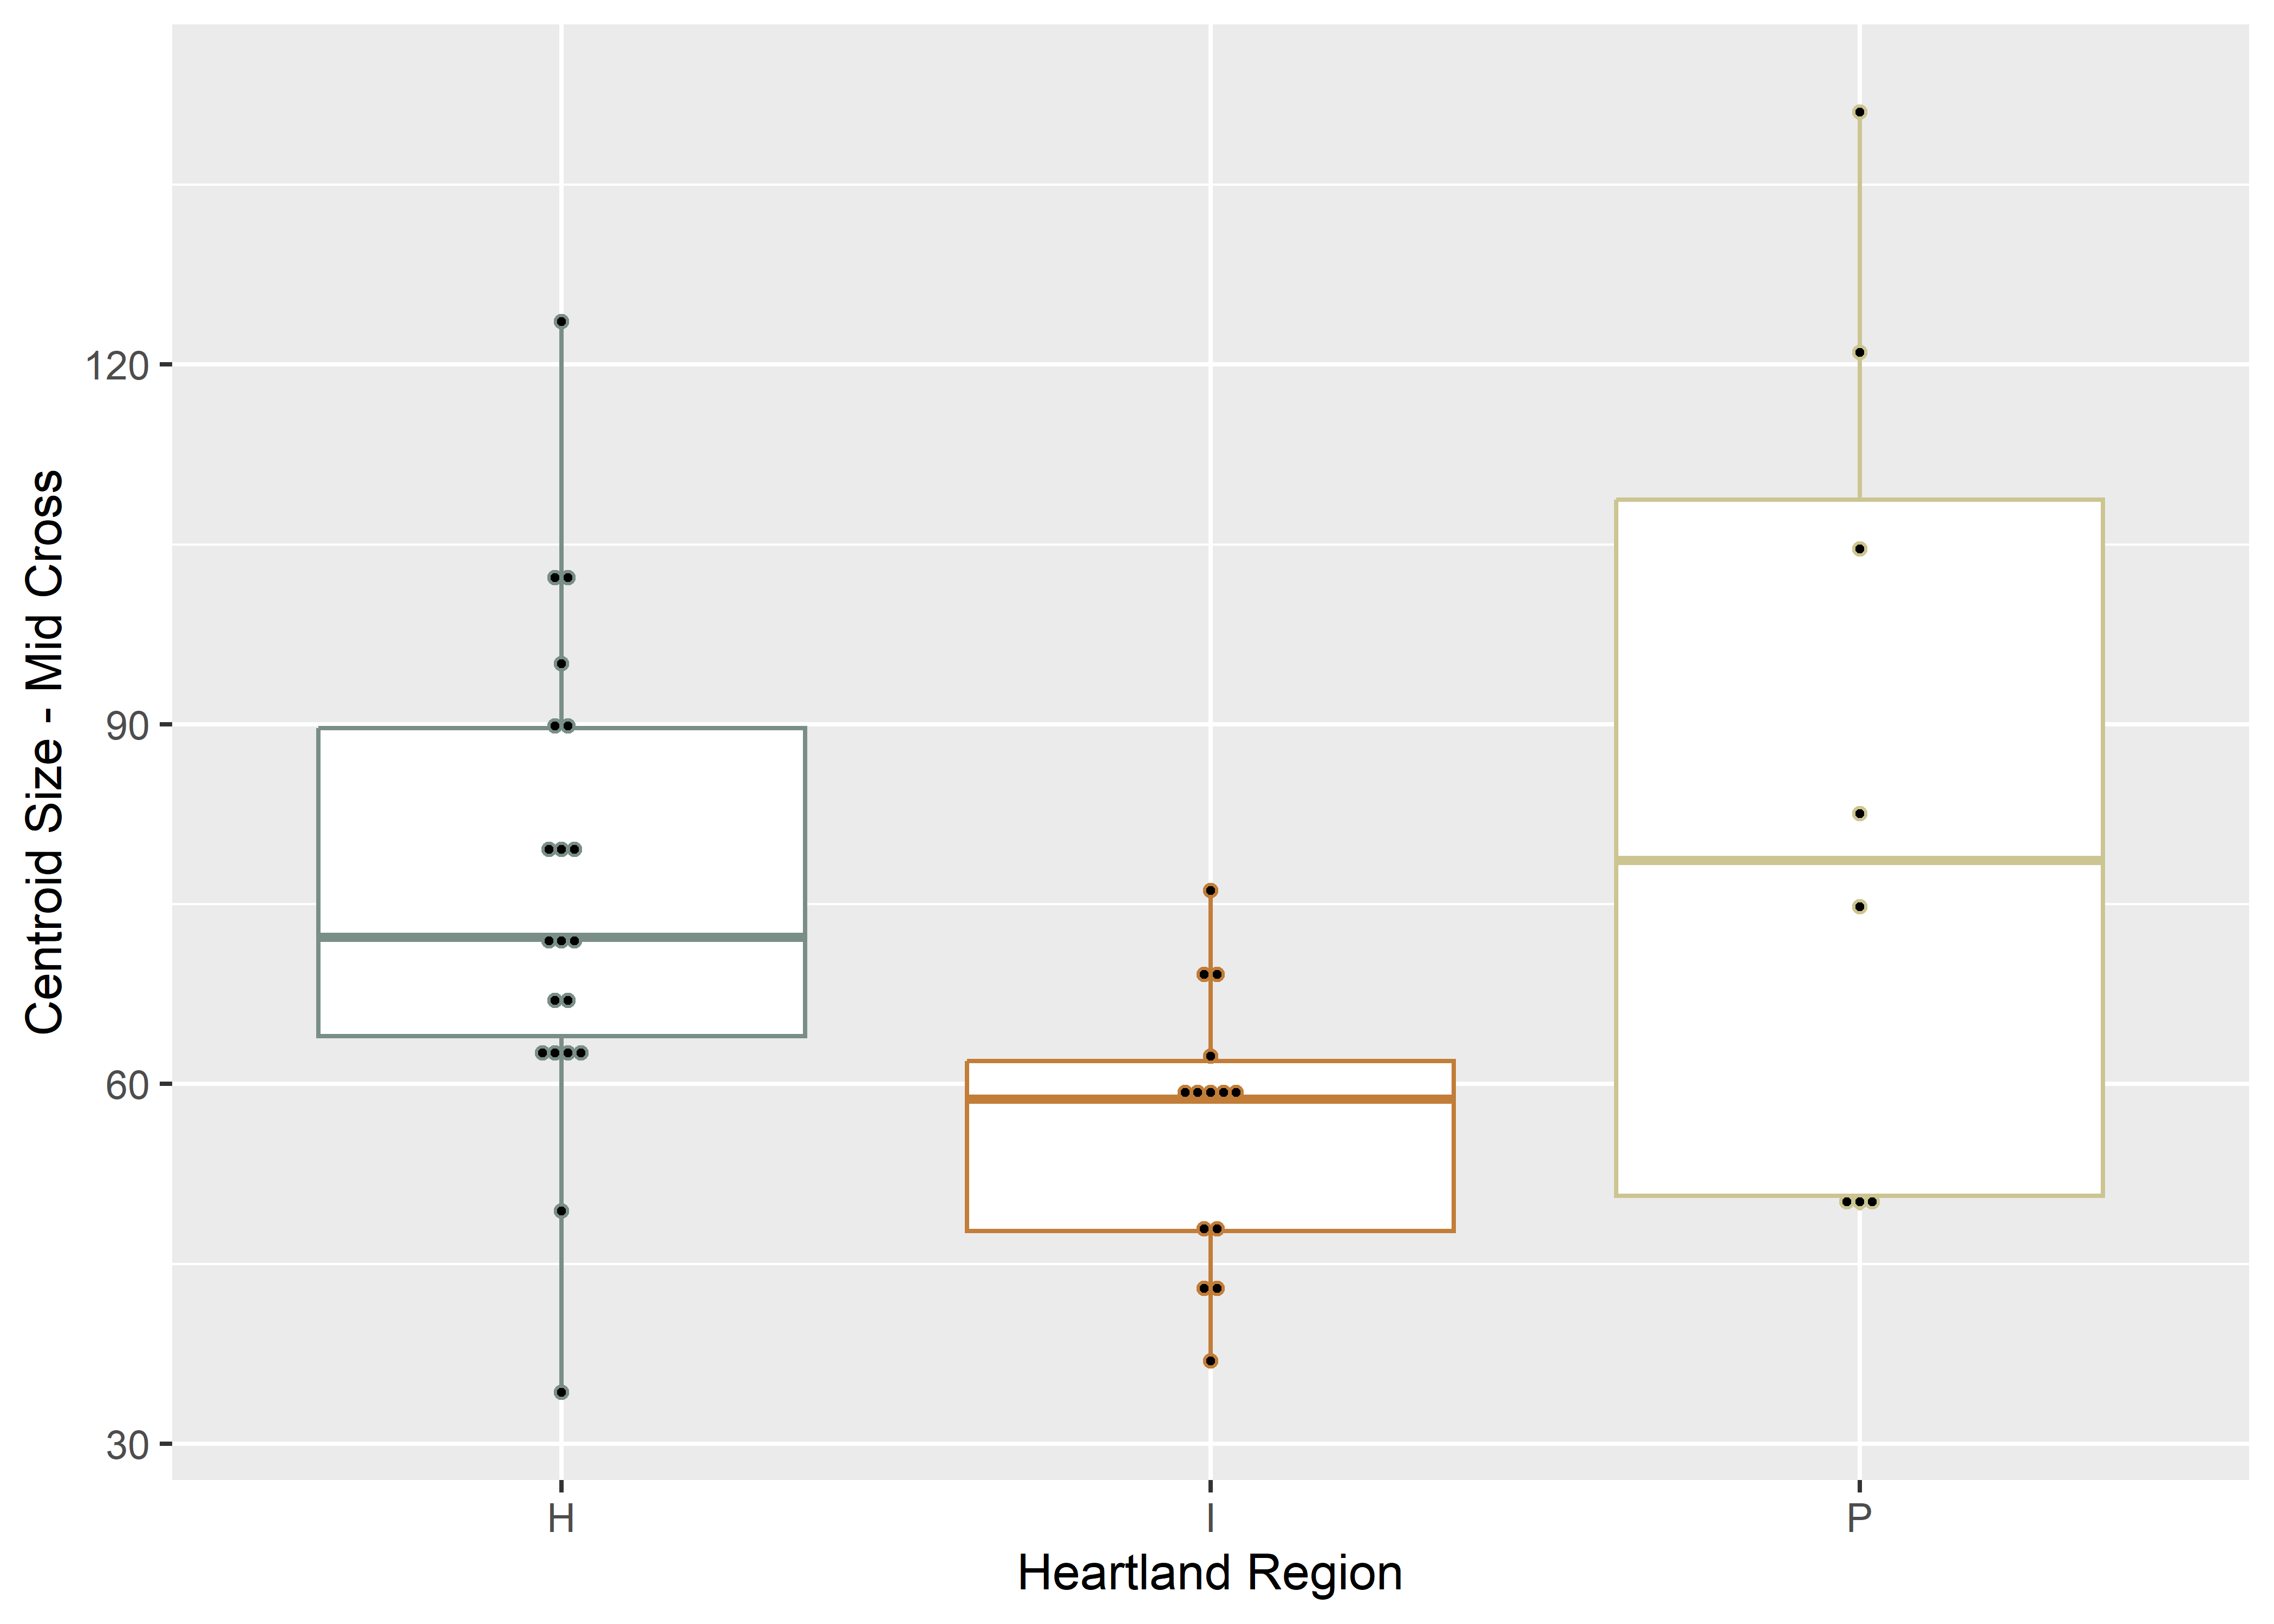 Centroid Size - Mid Cross
120
90
60
30
H
I
P
Heartland Region